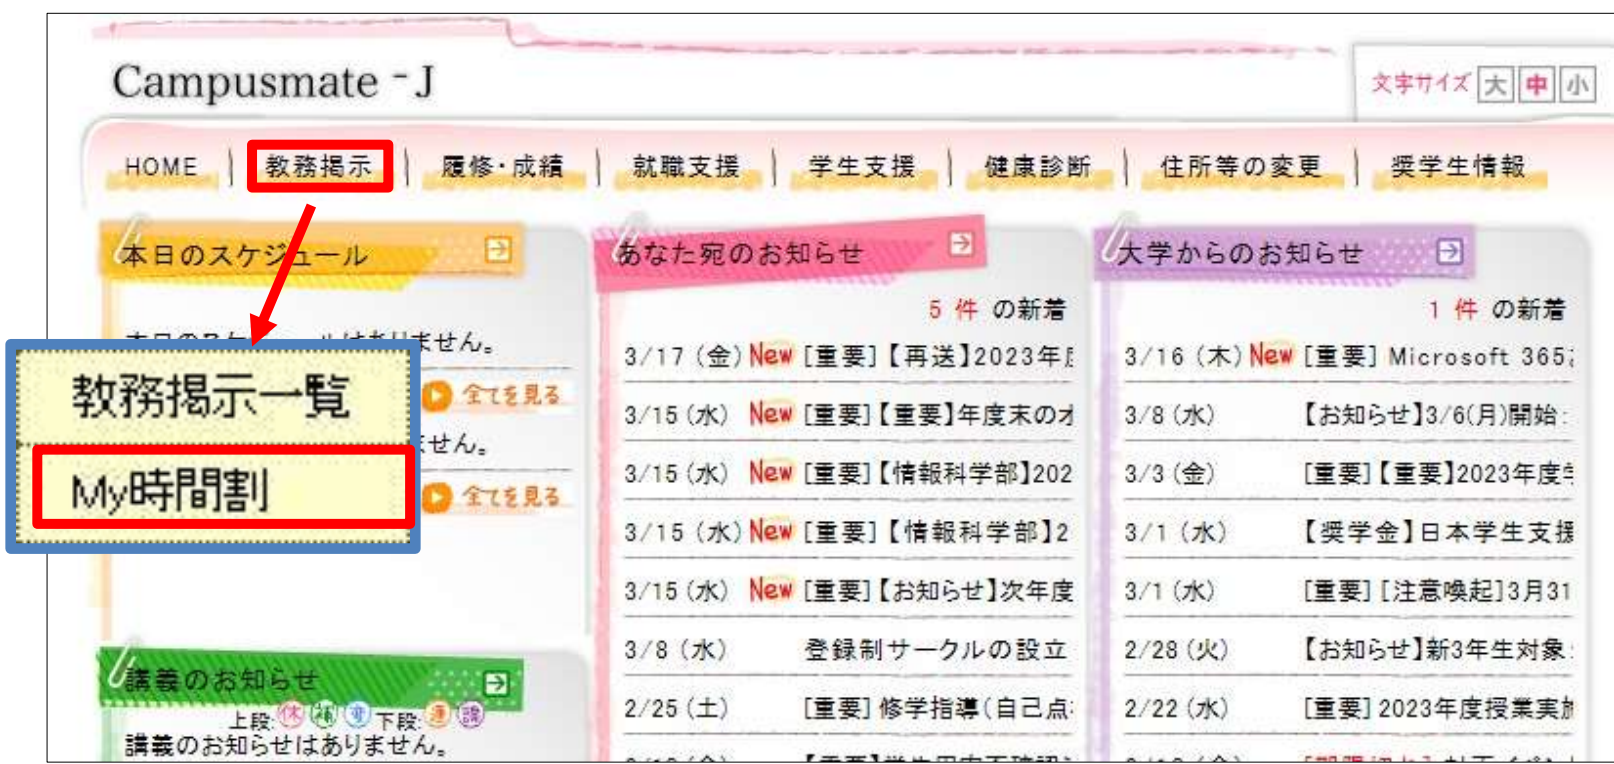 Campusmate - J
文字サイズ 大 中 小
HOME 教務掲示 履修・成績 就職支援 学生支援 健康診断 住所等の変更 奨学生情報
本日のスケジュール
せん。
全てを見る
せん。
全てを見る
教務掲示一覧
My時間割
講義のお知らせ
上段: 休 補 変 下段:
講義のお知らせはありません。
あなた宛のお知らせ
5 件 の新着
3/17 (金) New [重要]【再送】2023年度
3/15 (水) New [重要]【重要】年度末の
3/15 (水) New [重要]【情報科学部】202
3/15 (水) New [重要]【情報科学部】2
3/15 (水) New [重要]【お知らせ】次年度
3/8 (水) 登録制サークルの設立
2/25 (土) [重要] 修学指導(自己点
大学からのお知らせ
1 件 の新着
3/16 (木) New [重要] Microsoft 365
3/8 (水) 【お知らせ】3/6(月)開始
3/3 (金) [重要]【重要】2023年度
3/1 (水) 【奨学金】日本学生支援
3/1 (水) [重要] [注意喚起]3月31
2/28 (火) 【お知らせ】新3年生対象
2/22 (水) [重要] 2023年度授業実施